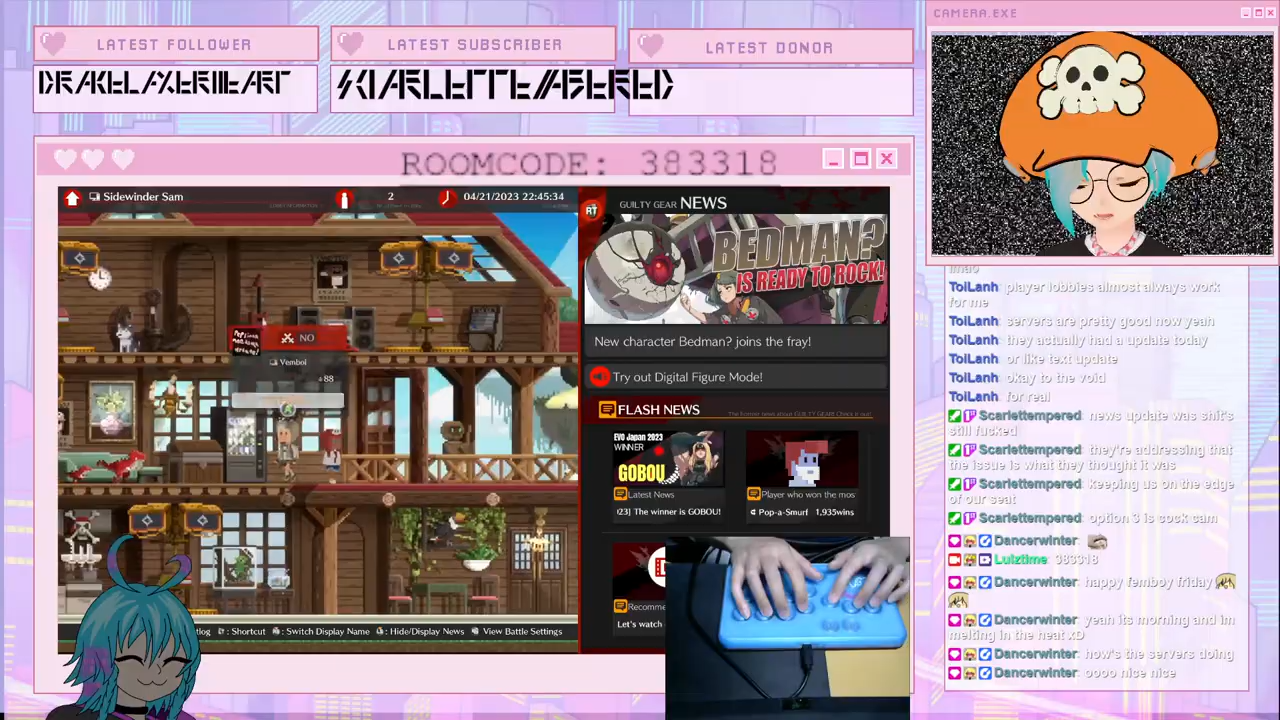 LATEST FOLLOWER
LATEST SUBSCRIBER
LATEST DONOR
CAMERA.EXE
ROOMCODE: 383318
Sidewinder Sam
2
04/21/2023 22:45:34
RT
GUILTY GEAR NEWS
BEDMAN?
IS READY TO ROCK!
New character Bedman? joins the fray!
Try out Digital Figure Mode!
FLASH NEWS
EVO Japan 2023
WINNER
GOBOU
Latest News
Player who won the mos
023] The winner is GOBOU!
Pop-a-Smurf 1,935wins
Recomme
Let's watch
NO
Vemboi
88
: Shortcut : Switch Display Name : Hide/Display News : View Battle Settings
lmao
ToiLanh player lobbies almost always work
for me
ToiLanh servers are pretty good now yeah
ToiLanh they actually had a update today
ToiLanh or like text update
ToiLanh okay to the void
ToiLanh for real
Scarlettempered: news update was shit's
still fucked
Scarlettempered: they're addressing that
the issue is what they thought it was
Scarlettempered: keeping us on the edge
of our seat
Scarlettempered: option 3 is cock cam
Dancerwinter:
Luiztime: 383318
Dancerwinter: happy femboy friday
Dancerwinter: yeah its morning and im
melting in the heat xD
Dancerwinter: how's the servers doing
Dancerwinter: oooo nice nice